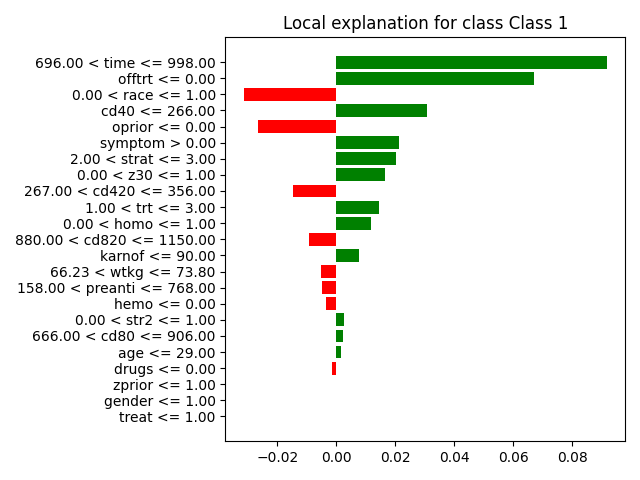 Local explanation for class Class 1
696.00 < time <= 998.00
offtrt <= 0.00
0.00 < race <= 1.00
cd40 <= 266.00
oprior <= 0.00
symptom > 0.00
2.00 < strat <= 3.00
0.00 < z30 <= 1.00
267.00 < cd420 <= 356.00
1.00 < trt <= 3.00
0.00 < homo <= 1.00
880.00 < cd820 <= 1150.00
karnof <= 90.00
66.23 < wtkg <= 73.80
158.00 < preanti <= 768.00
hemo <= 0.00
0.00 < str2 <= 1.00
666.00 < cd80 <= 906.00
age <= 29.00
drugs <= 0.00
zprior <= 1.00
gender <= 1.00
treat <= 1.00
−0.02 0.00 0.02 0.04 0.06 0.08